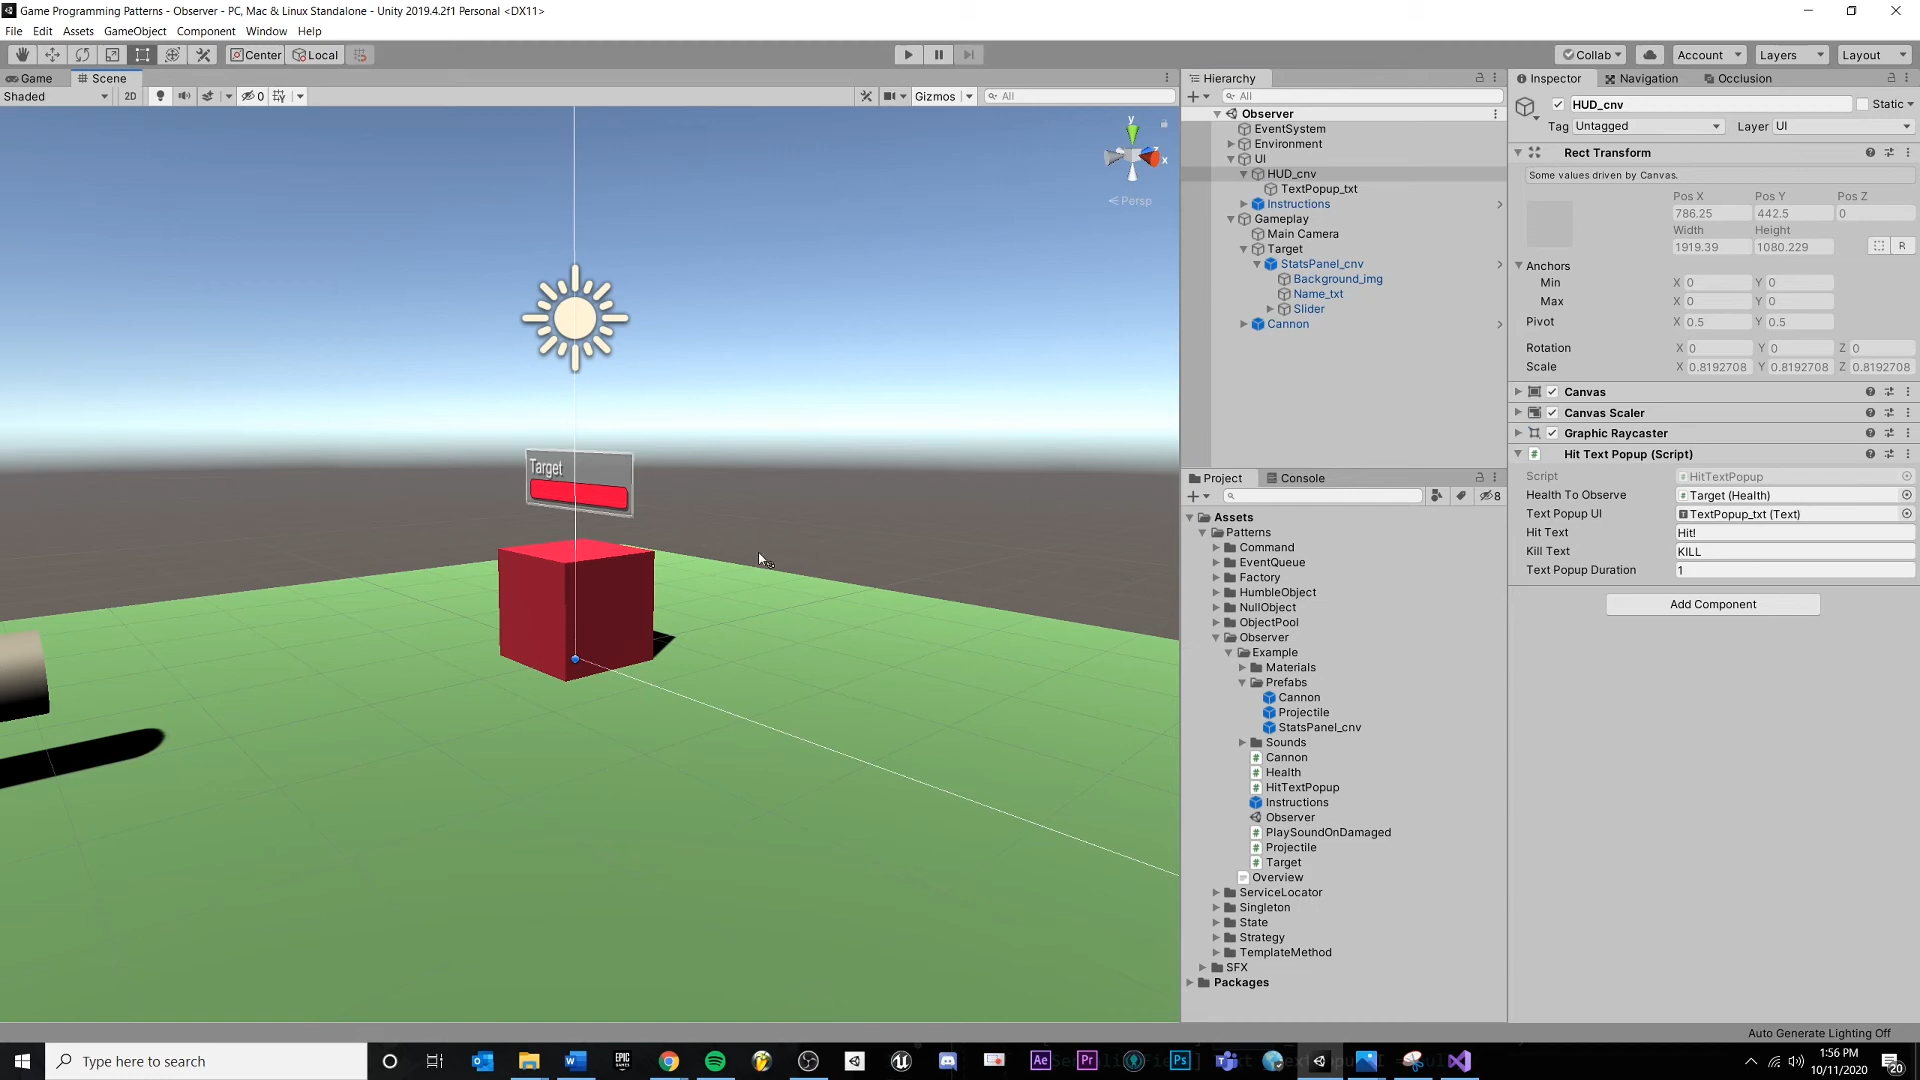 Game Programming Patterns - Observer - PC, Mac & Linux Standalone - Unity 2019.4.2f1 Personal <DX11>
File Edit Assets GameObject Component Window Help
Center Local Collab Account Layers Layout
Game Scene
Shaded 2D 0 Gizmos All
y
x
Persp
Target
Hierarchy
All
Observer
EventSystem
Environment
UI
HUD_cnv
TextPopup_txt
Instructions
Gameplay
Main Camera
Target
StatsPanel_cnv
Background_img
Name_txt
Slider
Cannon
Project Console
8
Assets
Patterns
Command
EventQueue
Factory
HumbleObject
NullObject
ObjectPool
Observer
Example
Materials
Prefabs
Cannon
Projectile
StatsPanel_cnv
Sounds
Cannon
Health
HitTextPopup
Instructions
Observer
PlaySoundOnDamaged
Projectile
Target
Overview
ServiceLocator
Singleton
State
Strategy
TemplateMethod
SFX
Packages
Inspector Navigation Occlusion
HUD_cnv Static
Tag Untagged Layer UI
Rect Transform
Some values driven by Canvas.
Pos X Pos Y Pos Z
786.25 442.5 0
Width Height
1919.39 1080.229
R
Anchors
Min X 0 Y 0
Max X 0 Y 0
Pivot X 0.5 Y 0.5
Rotation X 0 Y 0 Z 0
Scale X 0.8192708 Y 0.8192708 Z 0.8192708
Canvas
Canvas Scaler
Graphic Raycaster
Hit Text Popup (Script)
Script HitTextPopup
Health To Observe Target (Health)
Text Popup UI TextPopup_txt (Text)
Hit Text Hit!
Kill Text KILL
Text Popup Duration 1
Add Component
Auto Generate Lighting Off
Type here to search
EPIC GAMES
Ae Pr Ps
1:56 PM
10/11/2020
20